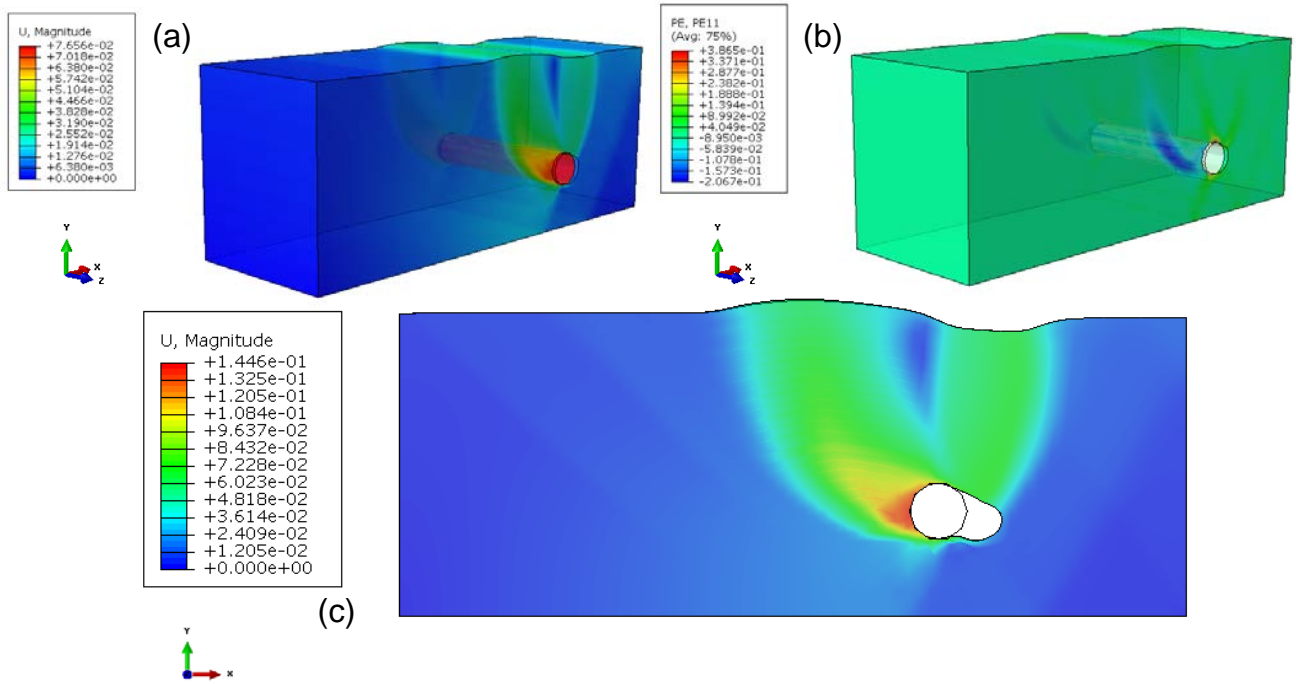 U, Magnitude
+7.656e-02
+7.018e-02
+6.380e-02
+5.742e-02
+5.104e-02
+4.466e-02
+3.828e-02
+3.190e-02
+2.552e-02
+1.914e-02
+1.276e-02
+6.380e-03
+0.000e+00
(a)
Y
X
Z
PE, PE11
(Avg: 75%)
+3.865e-01
+3.371e-01
+2.877e-01
+2.382e-01
+1.888e-01
+1.394e-01
+8.992e-02
+4.049e-02
-8.950e-03
-5.839e-02
-1.078e-01
-1.573e-01
-2.067e-01
(b)
Y
X
Z
U, Magnitude
+1.446e-01
+1.325e-01
+1.205e-01
+1.084e-01
+9.637e-02
+8.432e-02
+7.228e-02
+6.023e-02
+4.818e-02
+3.614e-02
+2.409e-02
+1.205e-02
+0.000e+00
(c)
Y
X